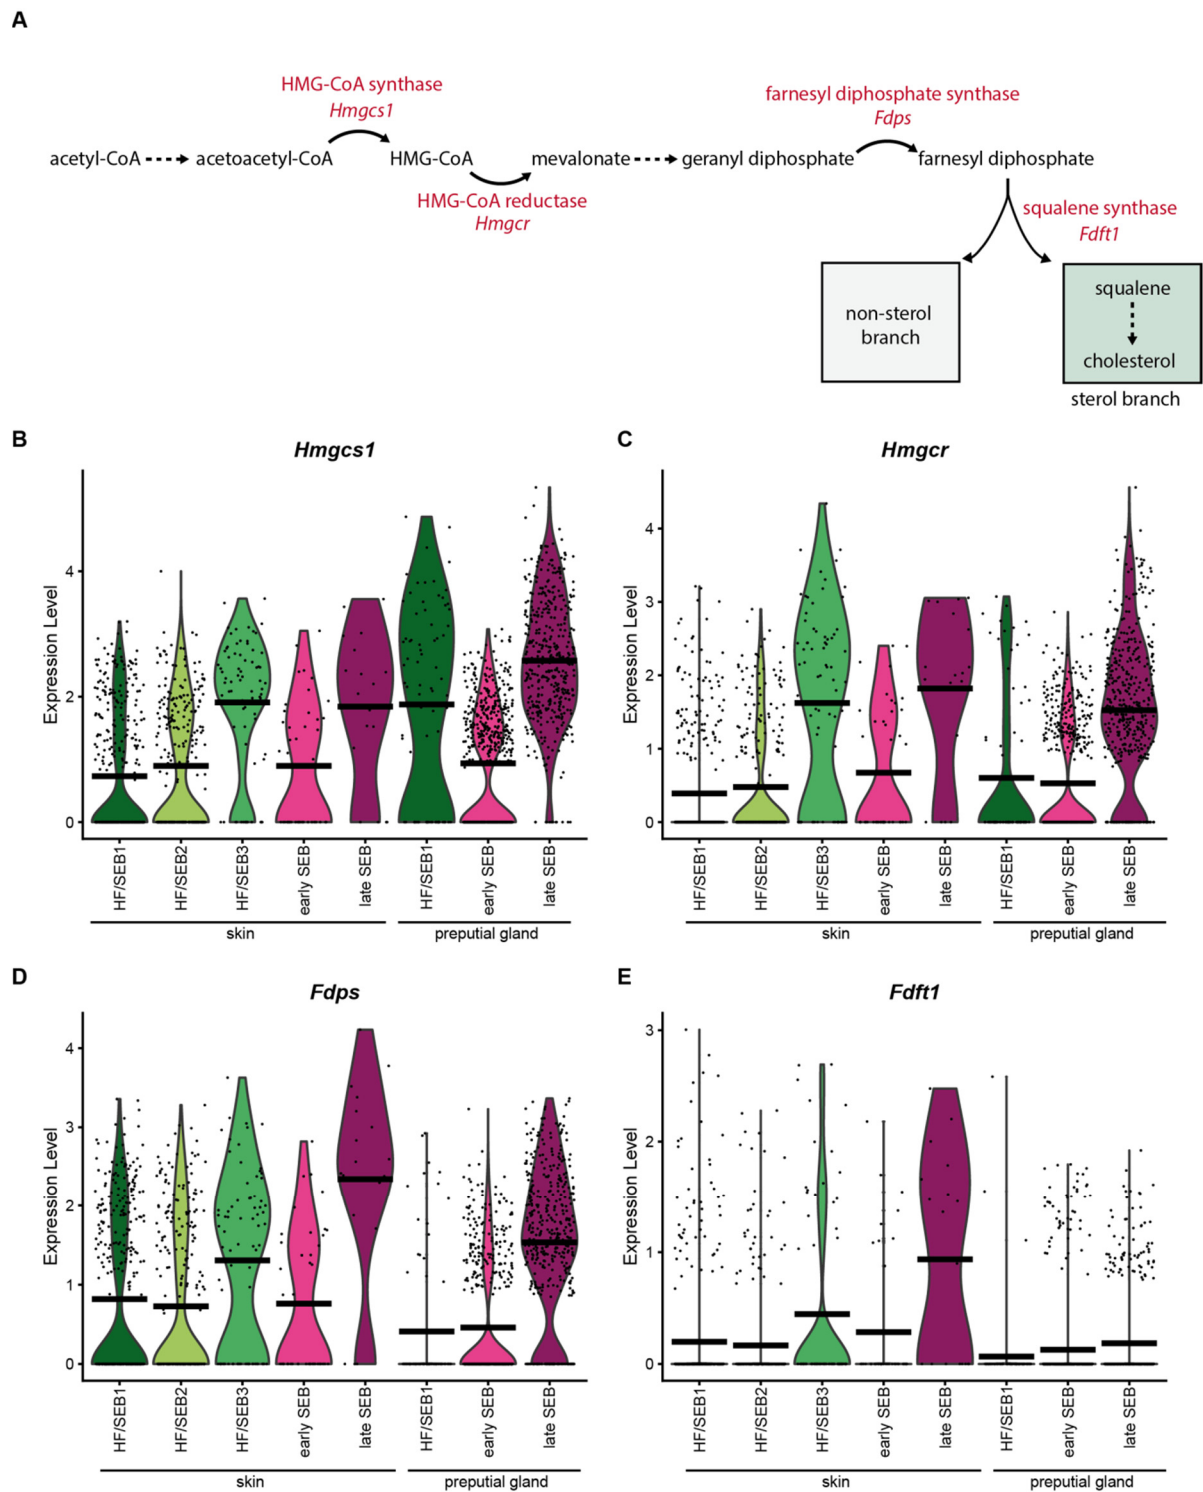 A
HMG-CoA synthase
Hmgcs1
farnesyl diphosphate synthase
Fdps
acetyl-CoA
acetoacetyl-CoA
HMG-CoA
mevalonate
geranyl diphosphate
farnesyl diphosphate
HMG-CoA reductase
Hmgcr
squalene synthase
Fdft1
non-sterol
branch
squalene
cholesterol
sterol branch
B
Hmgcs1
Expression Level
4
2
0
HF/SEB1
HF/SEB2
HF/SEB3
early SEB
late SEB
HF/SEB1
early SEB
late SEB
skin
preputial gland
C
Hmgcr
Expression Level
4
3
2
1
0
HF/SEB1
HF/SEB2
HF/SEB3
early SEB
late SEB
HF/SEB1
early SEB
late SEB
skin
preputial gland
D
Fdps
Expression Level
4
3
2
1
0
HF/SEB1
HF/SEB2
HF/SEB3
early SEB
late SEB
HF/SEB1
early SEB
late SEB
skin
preputial gland
E
Fdft1
Expression Level
3
2
1
0
HF/SEB1
HF/SEB2
HF/SEB3
early SEB
late SEB
HF/SEB1
early SEB
late SEB
skin
preputial gland